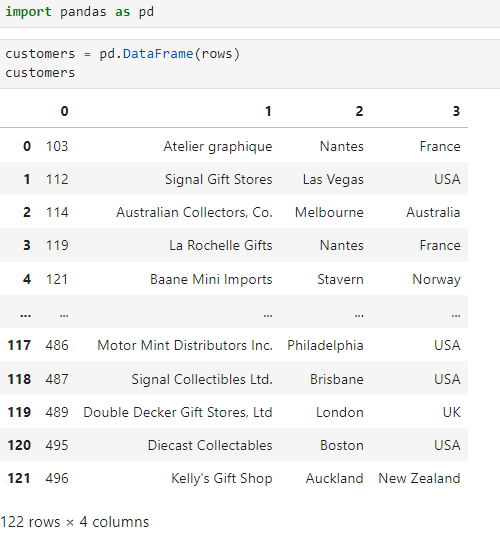 import pandas as pd
customers = pd.DataFrame(rows)
customers
0 1 2 3
0 103 Atelier graphique Nantes France
1 112 Signal Gift Stores Las Vegas USA
2 114 Australian Collectors, Co. Melbourne Australia
3 119 La Rochelle Gifts Nantes France
4 121 Baane Mini Imports Stavern Norway
... ... ... ... ...
117 486 Motor Mint Distributors Inc. Philadelphia USA
118 487 Signal Collectibles Ltd. Brisbane USA
119 489 Double Decker Gift Stores, Ltd London UK
120 495 Diecast Collectables Boston USA
121 496 Kelly's Gift Shop Auckland New Zealand
122 rows × 4 columns